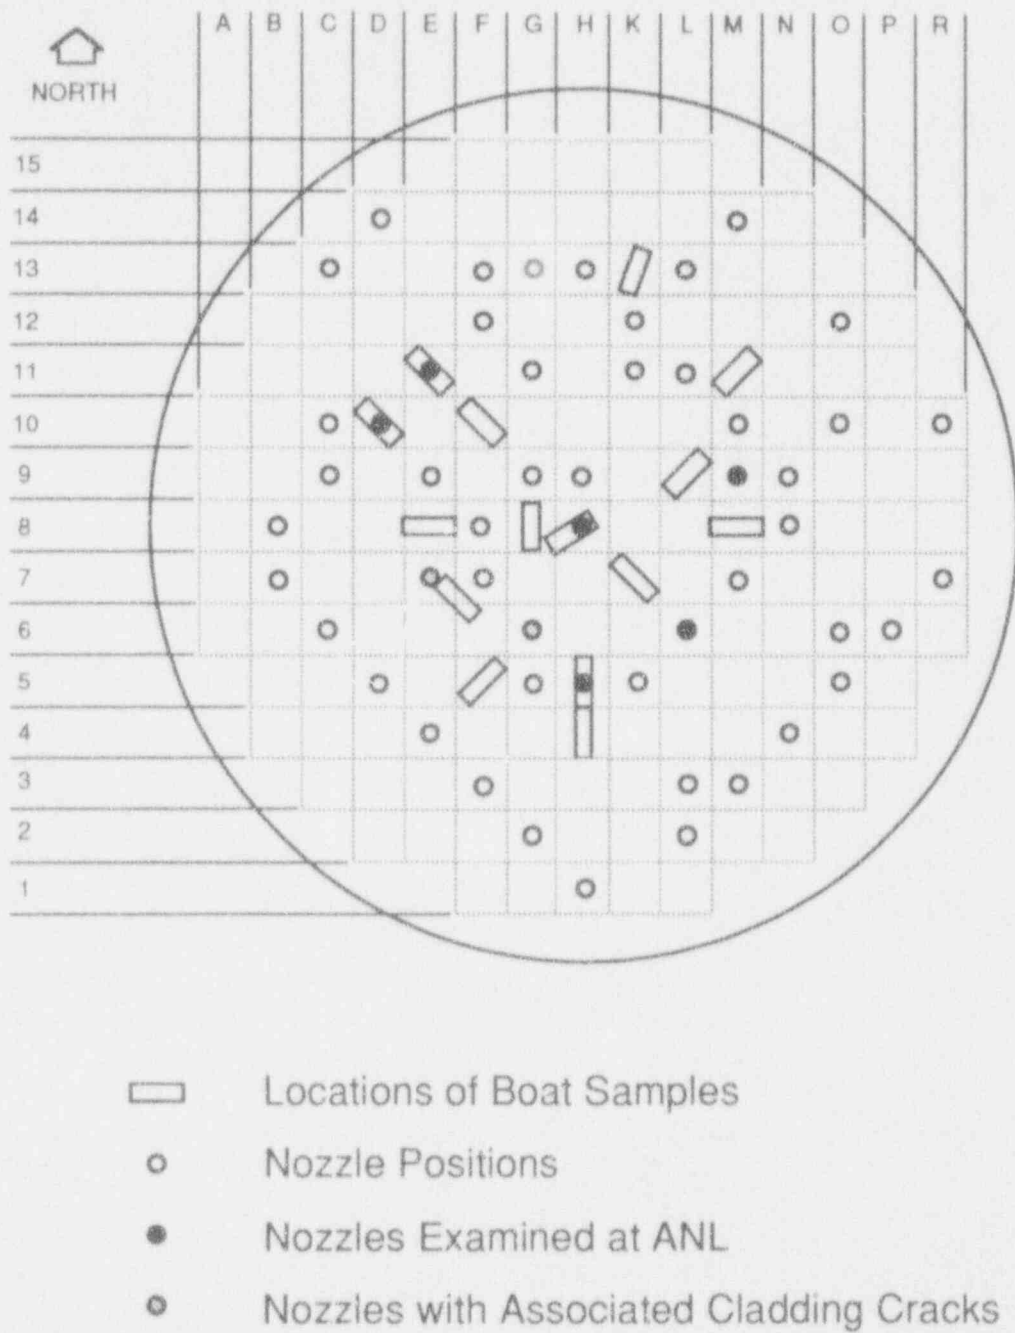 A B C D E F G H K L M N O P R
NORTH
15
14
13
12
11
10
9
8
7
6
5
4
3
2
1
Locations of Boat Samples
Nozzle Positions
Nozzles Examined at ANL
Nozzles with Associated Cladding Cracks